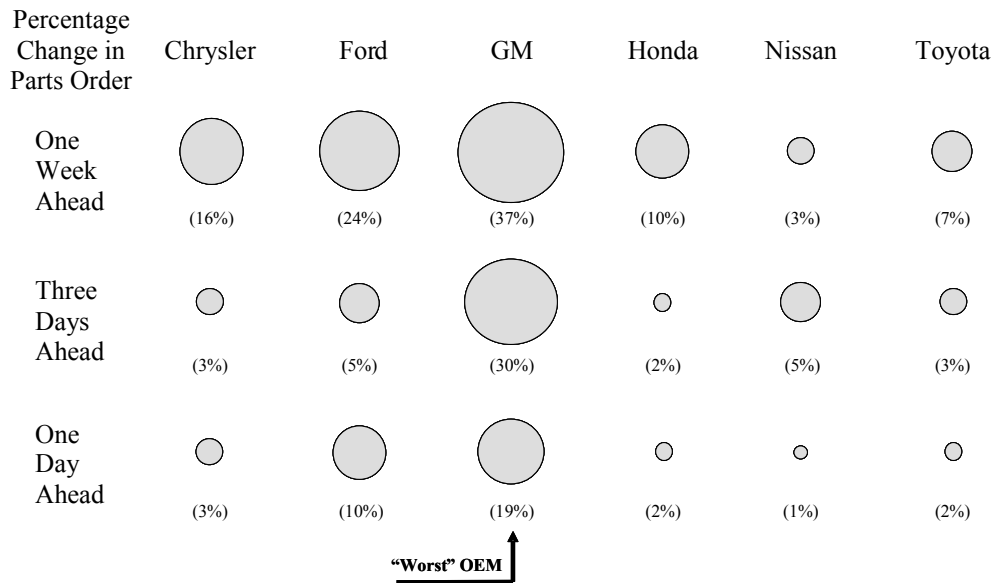 Percentage
Change in
Parts Order
Chrysler Ford GM Honda Nissan Toyota
One
Week
Ahead
(16%) (24%) (37%) (10%) (3%) (7%)
Three
Days
Ahead
(3%) (5%) (30%) (2%) (5%) (3%)
One
Day
Ahead
(3%) (10%) (19%) (2%) (1%) (2%)
“Worst” OEM